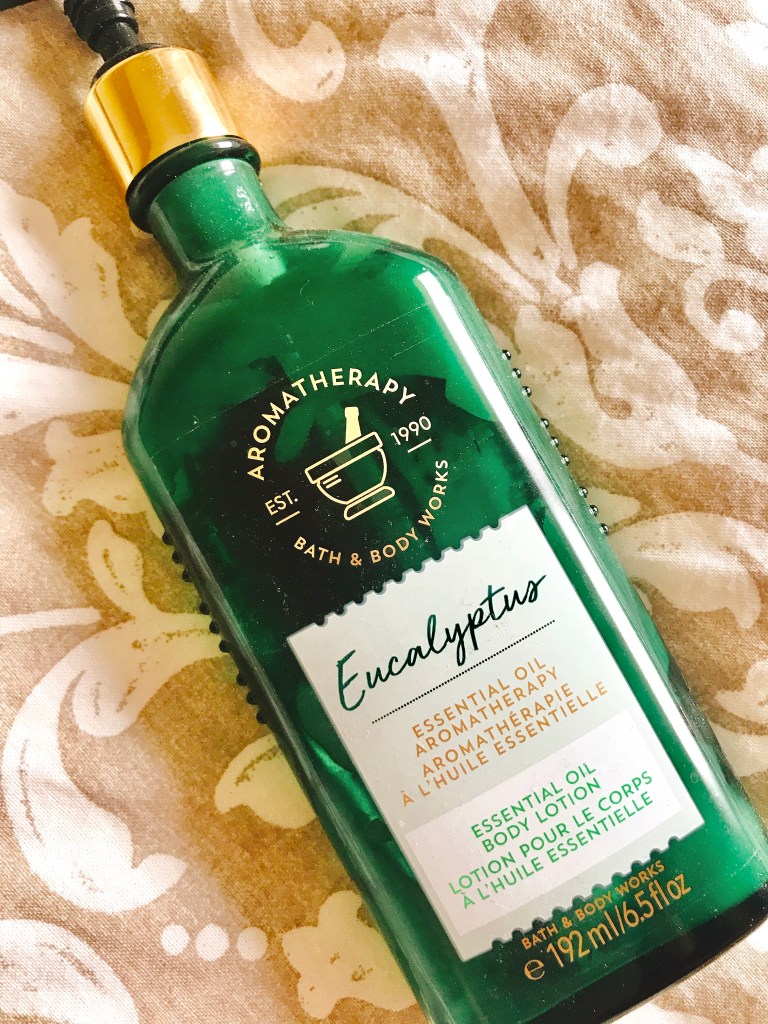 AROMATHERAPY
EST. 1990
BATH & BODY WORKS
Eucalyptus
ESSENTIAL OIL
AROMATHERAPY
AROMATHÉRAPIE
À L'HUILE ESSENTIELLE
ESSENTIAL OIL
BODY LOTION
LOTION POUR LE CORPS
À L'HUILE ESSENTIELLE
BATH & BODY WORKS
e 192 ml/6.5 fl oz